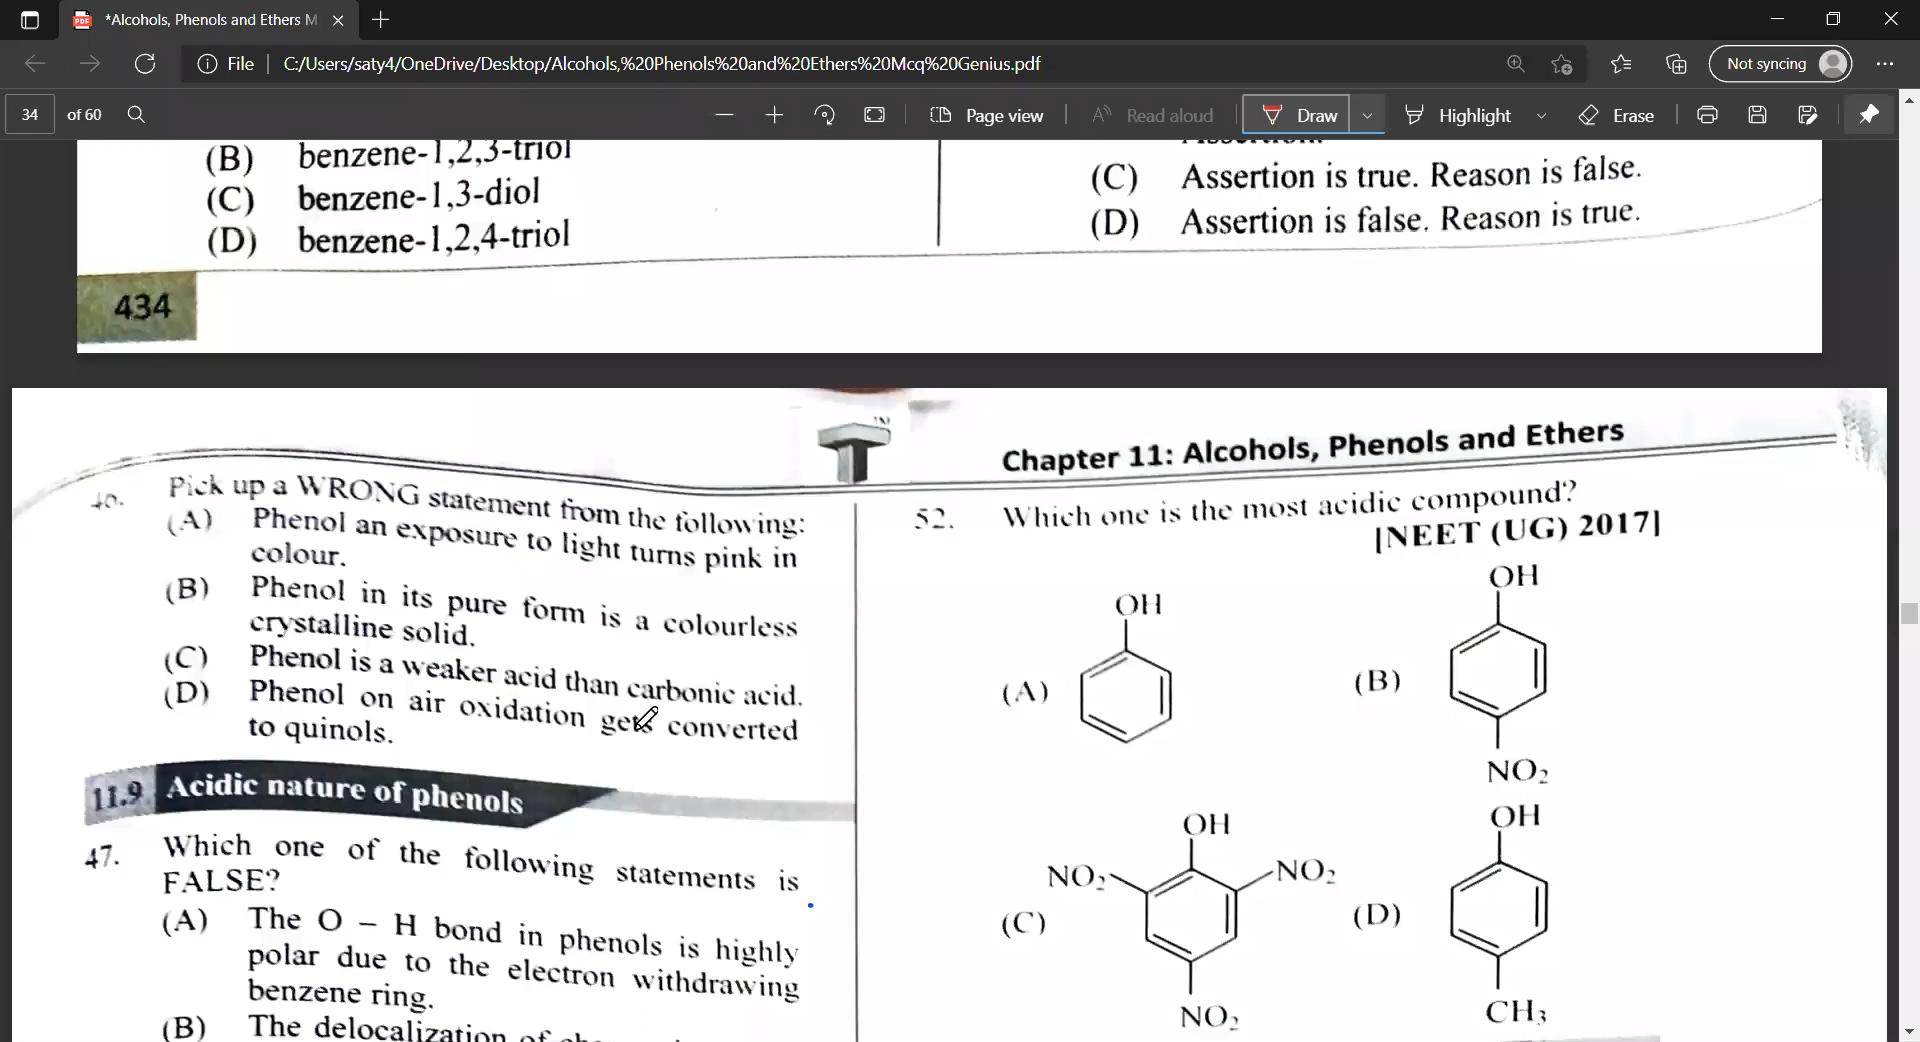 *Alcohols, Phenols and Ethers M
File
C:/Users/saty4/OneDrive/Desktop/Alcohols,%20Phenols%20and%20Ethers%20Mcq%20Genius.pdf
Not syncing
34 of 60
Page view
Read aloud
Draw
Highlight
Erase
(B) benzene-1,2,3-triol
(C) benzene-1,3-diol
(D) benzene-1,2,4-triol
(C) Assertion is true. Reason is false.
(D) Assertion is false. Reason is true.
434
Chapter 11: Alcohols, Phenols and Ethers
46. Pick up a WRONG statement from the following:
(A) Phenol an exposure to light turns pink in
colour.
(B) Phenol in its pure form is a colourless
crystalline solid.
(C) Phenol is a weaker acid than carbonic acid.
(D) Phenol on air oxidation gets converted
to quinols.
11.9 Acidic nature of phenols
47. Which one of the following statements is
FALSE?
(A) The O – H bond in phenols is highly
polar due to the electron withdrawing
benzene ring.
(B) The delocalization of
52. Which one is the most acidic compound?
[NEET (UG) 2017]
(A)
OH
(B)
OH
NO₂
(C)
OH
NO₂
NO₂
NO₂
(D)
OH
CH₃